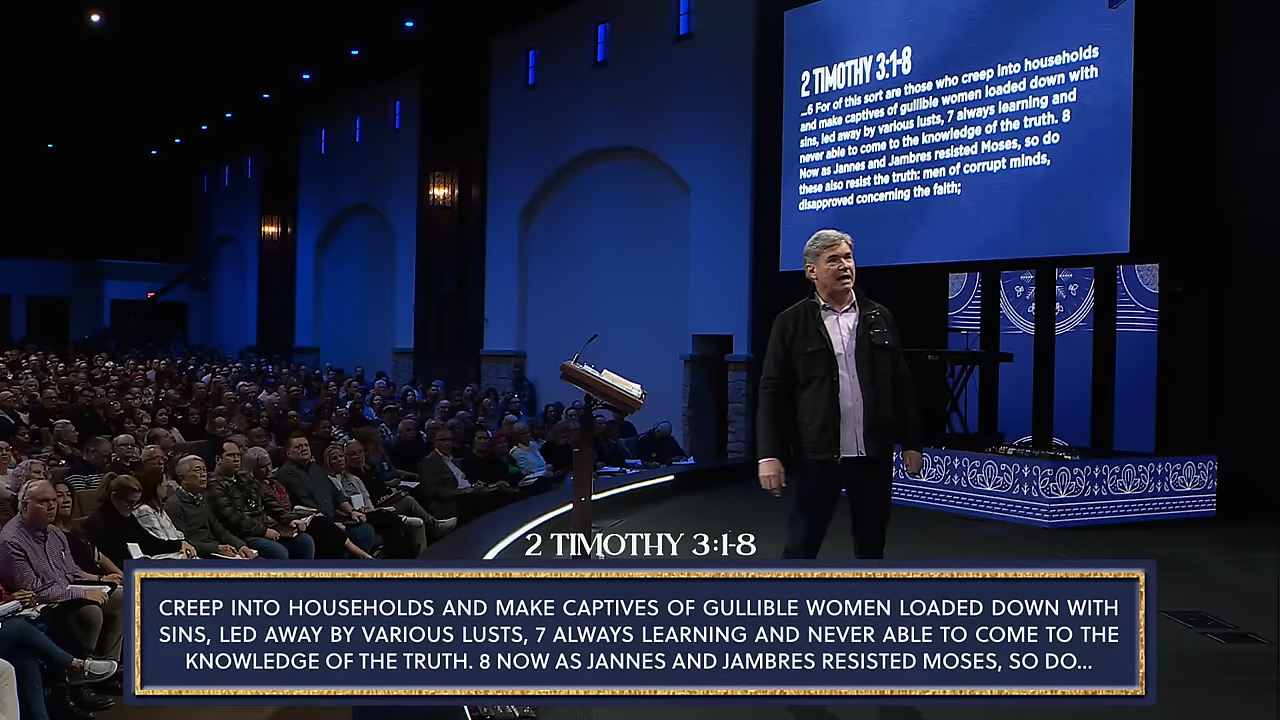 2 TIMOTHY 3:1-8
...6 For of this sort are those who creep into households
and make captives of gullible women loaded down with
sins, led away by various lusts, 7 always learning and
never able to come to the knowledge of the truth. 8
Now as Jannes and Jambres resisted Moses, so do
these also resist the truth: men of corrupt minds,
disapproved concerning the faith;
2 TIMOTHY 3:1-8
CREEP INTO HOUSEHOLDS AND MAKE CAPTIVES OF GULLIBLE WOMEN LOADED DOWN WITH
SINS, LED AWAY BY VARIOUS LUSTS, 7 ALWAYS LEARNING AND NEVER ABLE TO COME TO THE
KNOWLEDGE OF THE TRUTH. 8 NOW AS JANNES AND JAMBRES RESISTED MOSES, SO DO...